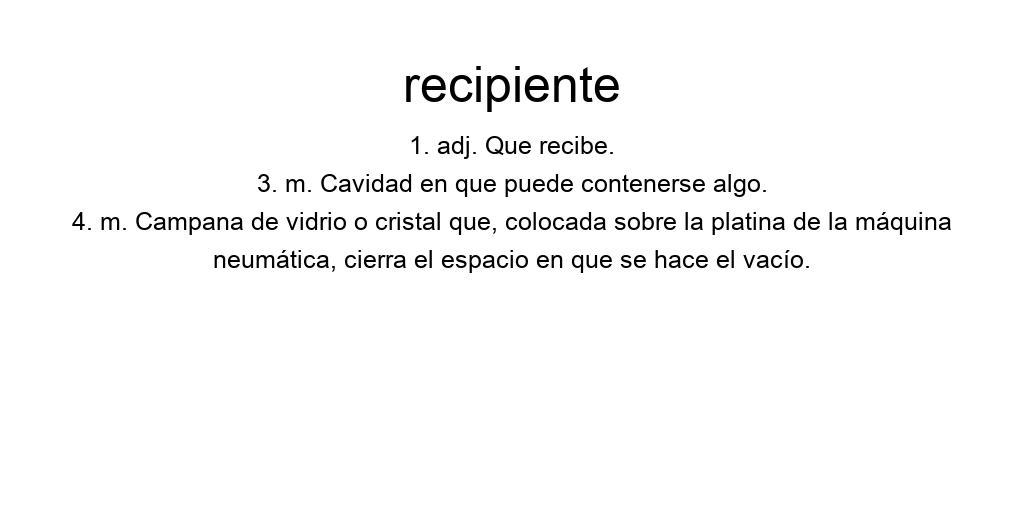 recipiente
1. adj. Que recibe.
3. m. Cavidad en que puede contenerse algo.
4. m. Campana de vidrio o cristal que, colocada sobre la platina de la máquina
neumática, cierra el espacio en que se hace el vacío.